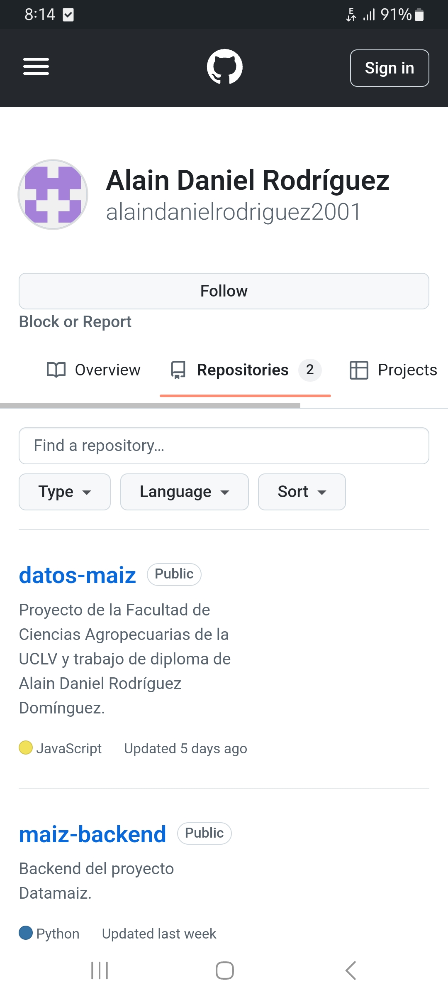 8:14 E 91%
Sign in
Alain Daniel Rodríguez
alaindanielrodriguez2001
Follow
Block or Report
Overview Repositories 2 Projects
Find a repository...
Type Language Sort
datos-maiz Public
Proyecto de la Facultad de
Ciencias Agropecuarias de la
UCLV y trabajo de diploma de
Alain Daniel Rodríguez
Domínguez.
JavaScript Updated 5 days ago
maiz-backend Public
Backend del proyecto
Datamaiz.
Python Updated last week